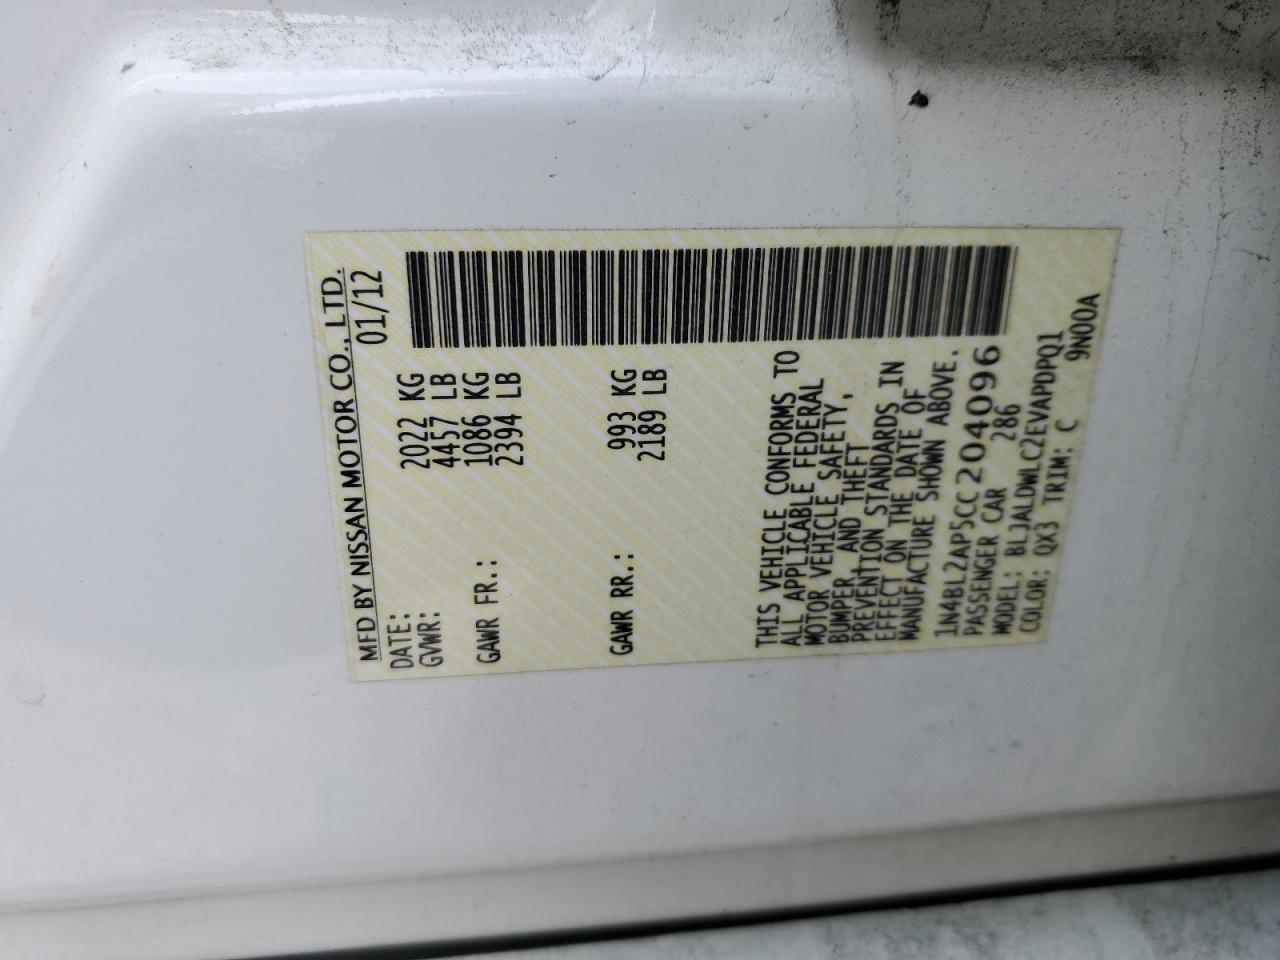 MFD BY NISSAN MOTOR CO., LTD.
DATE: 01/12
GVWR: 2022 KG
4457 LB
GAWR FR.: 1086 KG
2394 LB
GAWR RR.: 993 KG
2189 LB
THIS VEHICLE CONFORMS TO
ALL APPLICABLE FEDERAL
MOTOR VEHICLE SAFETY,
BUMPER, AND THEFT
PREVENTION STANDARDS IN
EFFECT ON THE DATE OF
MANUFACTURE SHOWN ABOVE.
1N4BL2AP5CC204096
PASSENGER CAR 286
MODEL: BLJALDWLC2EVAPDPQ1
COLOR: QX3 TRIM; C 9N00A